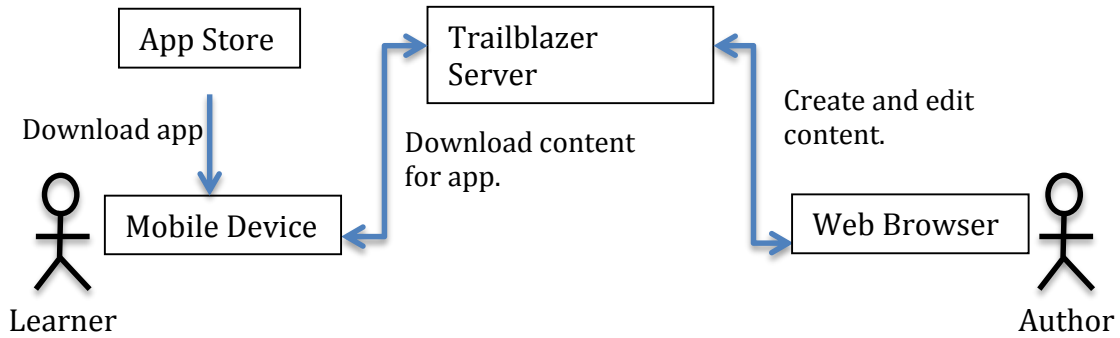 App Store
Trailblazer
Server
Create and edit
content.
Download app
Download content
for app.
Mobile Device
Web Browser
Learner
Author